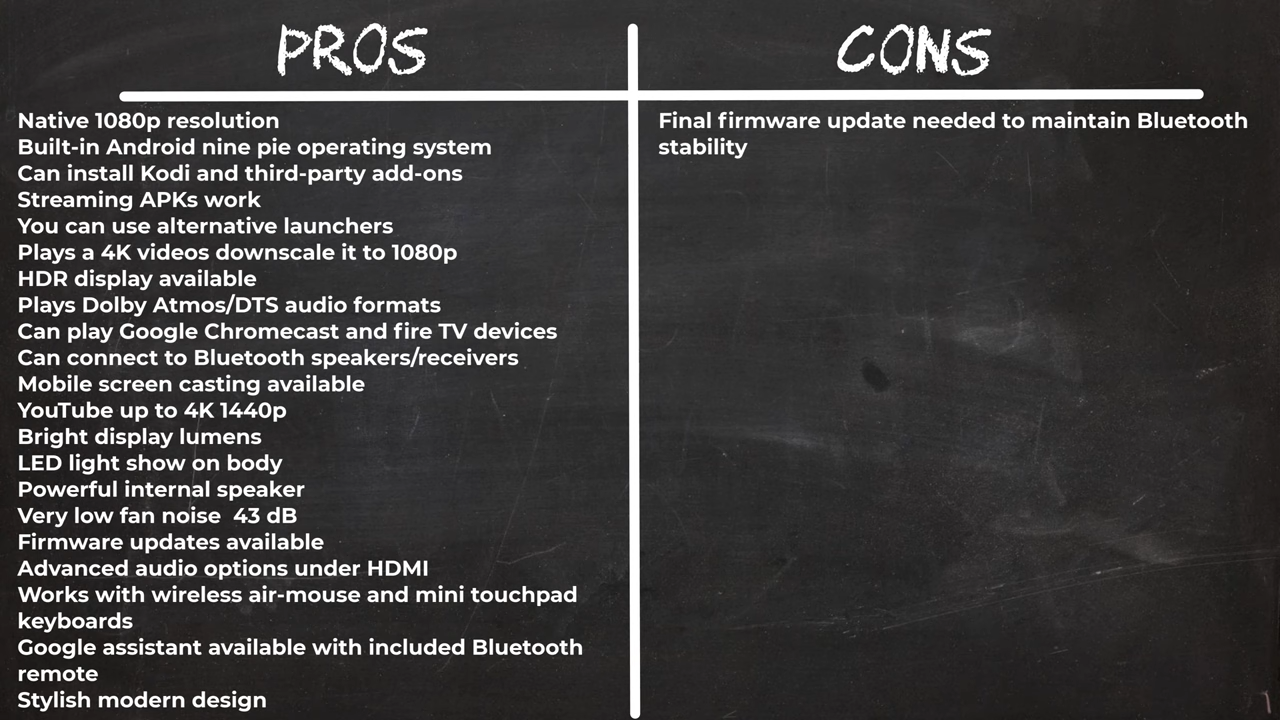 PROS
Native 1080p resolution
Built-in Android nine pie operating system
Can install Kodi and third-party add-ons
Streaming APKs work
You can use alternative launchers
Plays a 4K videos downscale it to 1080p
HDR display available
Plays Dolby Atmos/DTS audio formats
Can play Google Chromecast and fire TV devices
Can connect to Bluetooth speakers/receivers
Mobile screen casting available
YouTube up to 4K 1440p
Bright display lumens
LED light show on body
Powerful internal speaker
Very low fan noise  43 dB
Firmware updates available
Advanced audio options under HDMI
Works with wireless air-mouse and mini touchpad
keyboards
Google assistant available with included Bluetooth
remote
Stylish modern design
CONS
Final firmware update needed to maintain Bluetooth
stability